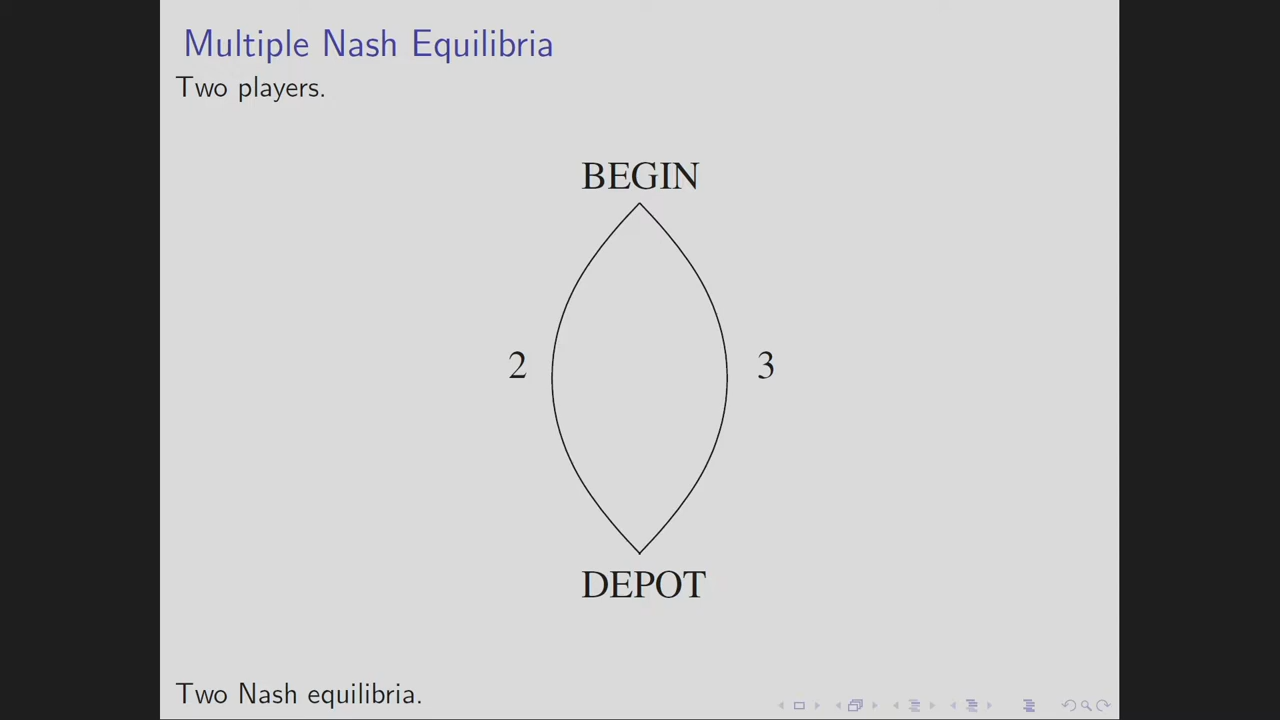 Multiple Nash Equilibria
Two players.
BEGIN
2 3
DEPOT
Two Nash equilibria.